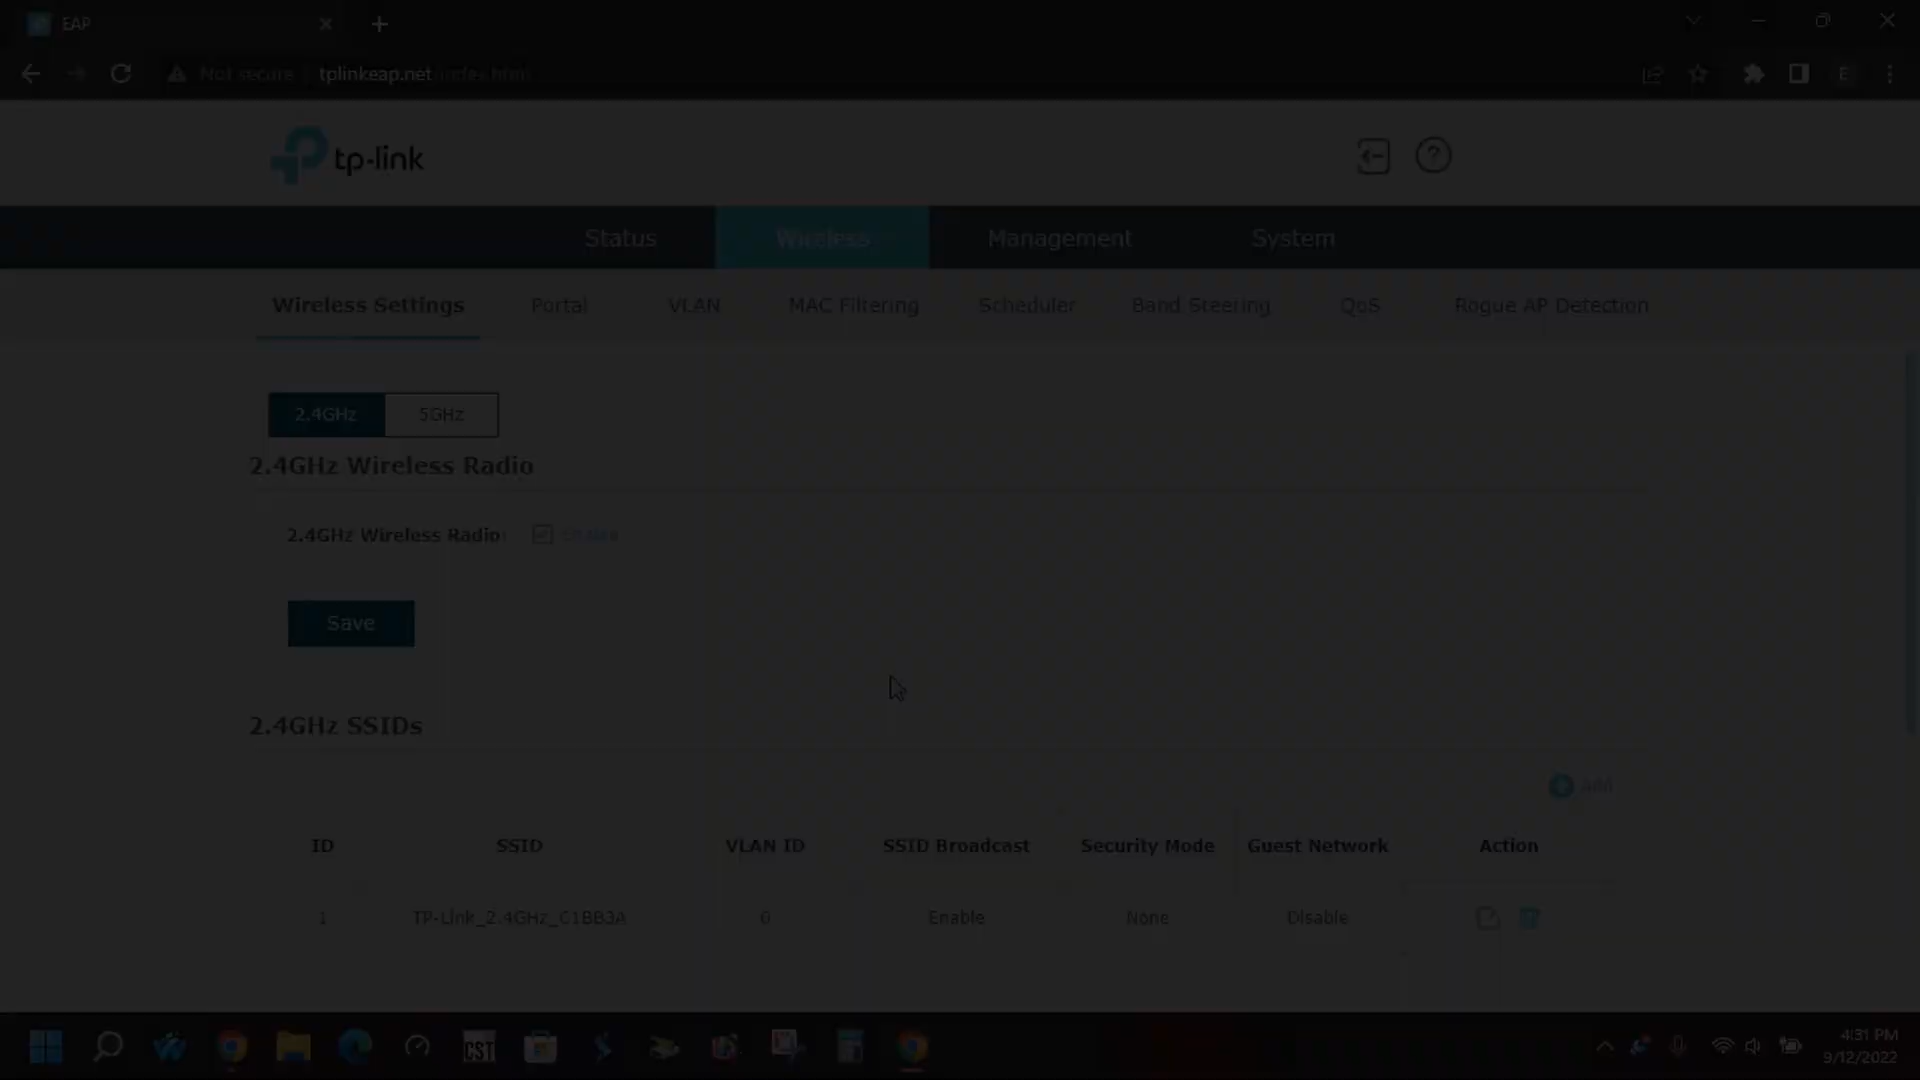 EAP
Not secure tplinkeap.net/index.html
E
tp-link
Status Wireless Management System
Wireless Settings Portal VLAN MAC Filtering Scheduler Band Steering QoS Rogue AP Detection
2.4GHz 5GHz
2.4GHz Wireless Radio
2.4GHz Wireless Radio: Enable
Save
2.4GHz SSIDs
Add
ID SSID VLAN ID SSID Broadcast Security Mode Guest Network Action
1 TP-Link_2.4GHz_C1BB3A 0 Enable None Disable
CST
4:31 PM
9/12/2022